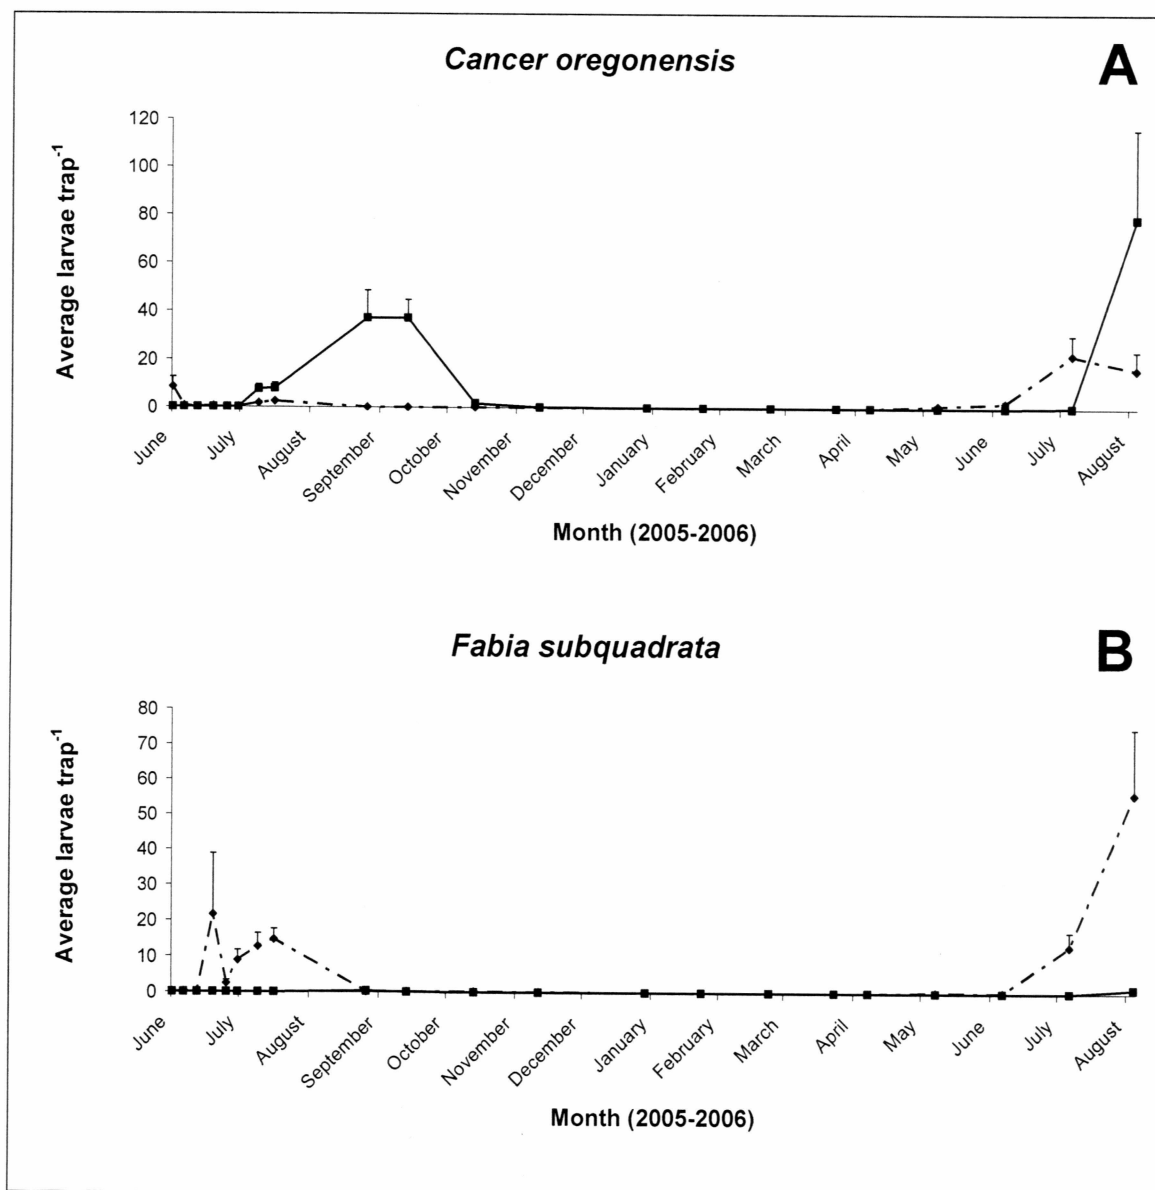 Cancer oregonensis
A
Average larvae trap-1
120
100
80
60
40
20
0
June
July
August
September
October
November
December
January
February
March
April
May
June
July
August
Month (2005-2006)
Fabia subquadrata
B
Average larvae trap-1
80
70
60
50
40
30
20
10
0
June
July
August
September
October
November
December
January
February
March
April
May
June
July
August
Month (2005-2006)